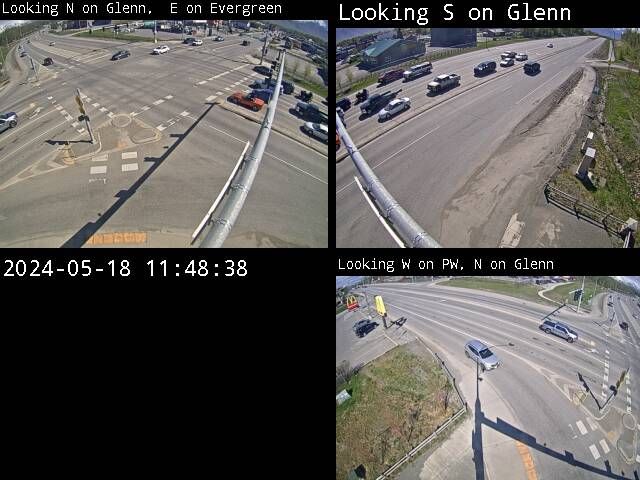 Looking N on Glenn, E on Evergreen
Looking S on Glenn
2024-05-18 11:48:38
Looking W on PW, N on Glenn